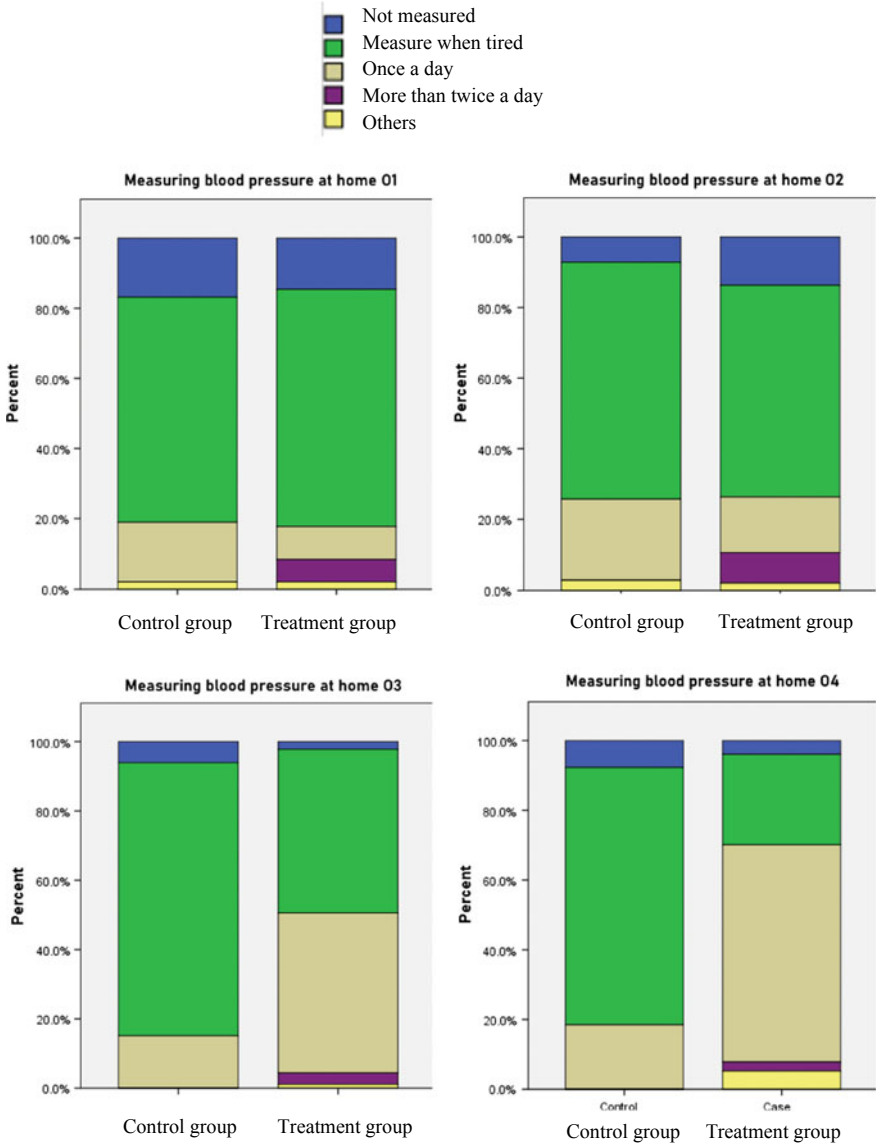 Not measured
Measure when tired
Once a day
More than twice a day
Others
Measuring blood pressure at home O1
100.0%
80.0%
60.0%
40.0%
20.0%
0.0%
Percent
Control group Treatment group
Measuring blood pressure at home O2
100.0%
80.0%
60.0%
40.0%
20.0%
0.0%
Percent
Control group Treatment group
Measuring blood pressure at home O3
100.0%
80.0%
60.0%
40.0%
20.0%
0.0%
Percent
Control group Treatment group
Measuring blood pressure at home O4
100.0%
80.0%
60.0%
40.0%
20.0%
0.0%
Percent
Control Case
Control group Treatment group